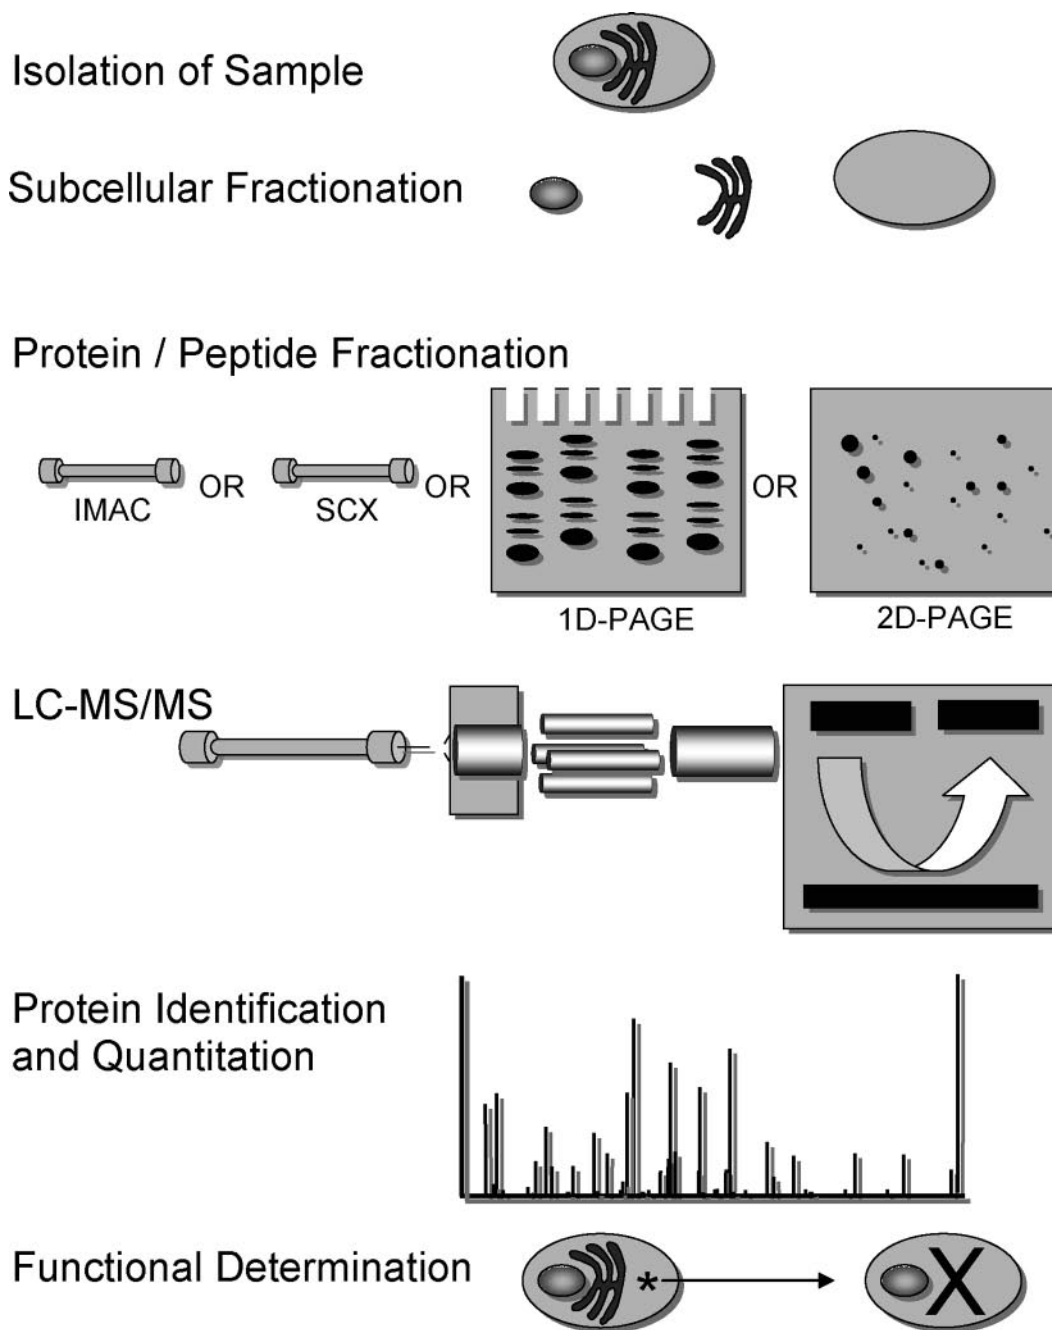 Isolation of Sample
Subcellular Fractionation
Protein / Peptide Fractionation
IMAC OR SCX OR 1D-PAGE OR 2D-PAGE
LC-MS/MS
Protein Identification
and Quantitation
Functional Determination
*
X